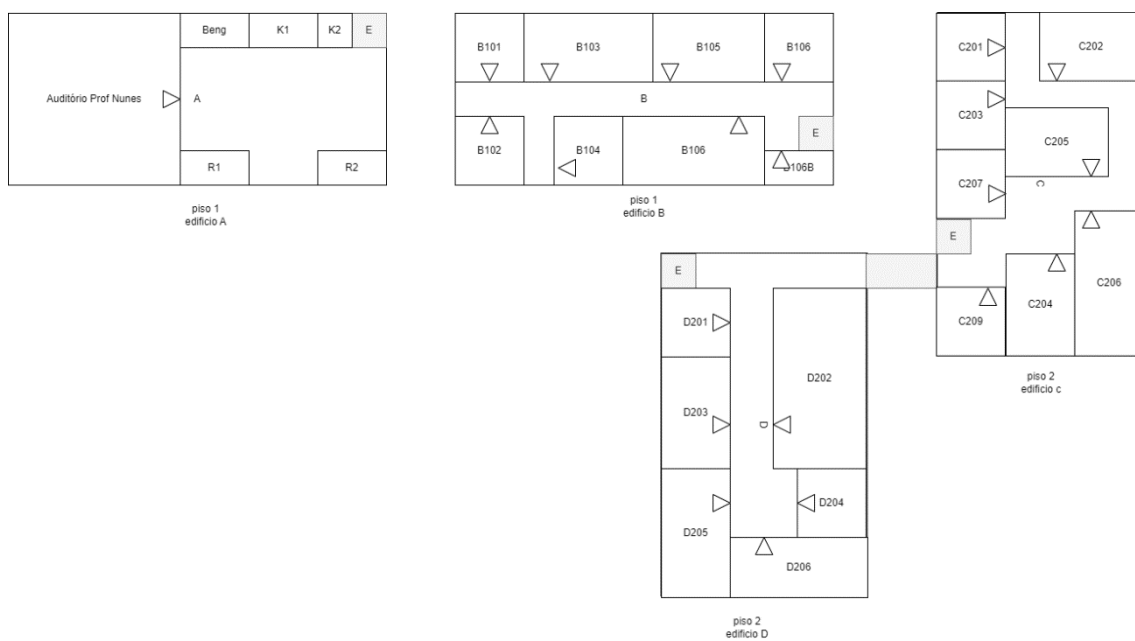 Beng
K1
K2
E
Auditório Prof Nunes
A
R1
R2
piso 1
edificio A
B101
B103
B105
B106
B
E
B102
B104
B106
B106B
piso 1
edificio B
C201
C202
C203
C205
C207
C
E
C206
C204
C209
piso 2
edificio c
E
D201
D202
D203
D
D204
D205
D206
piso 2
edificio D